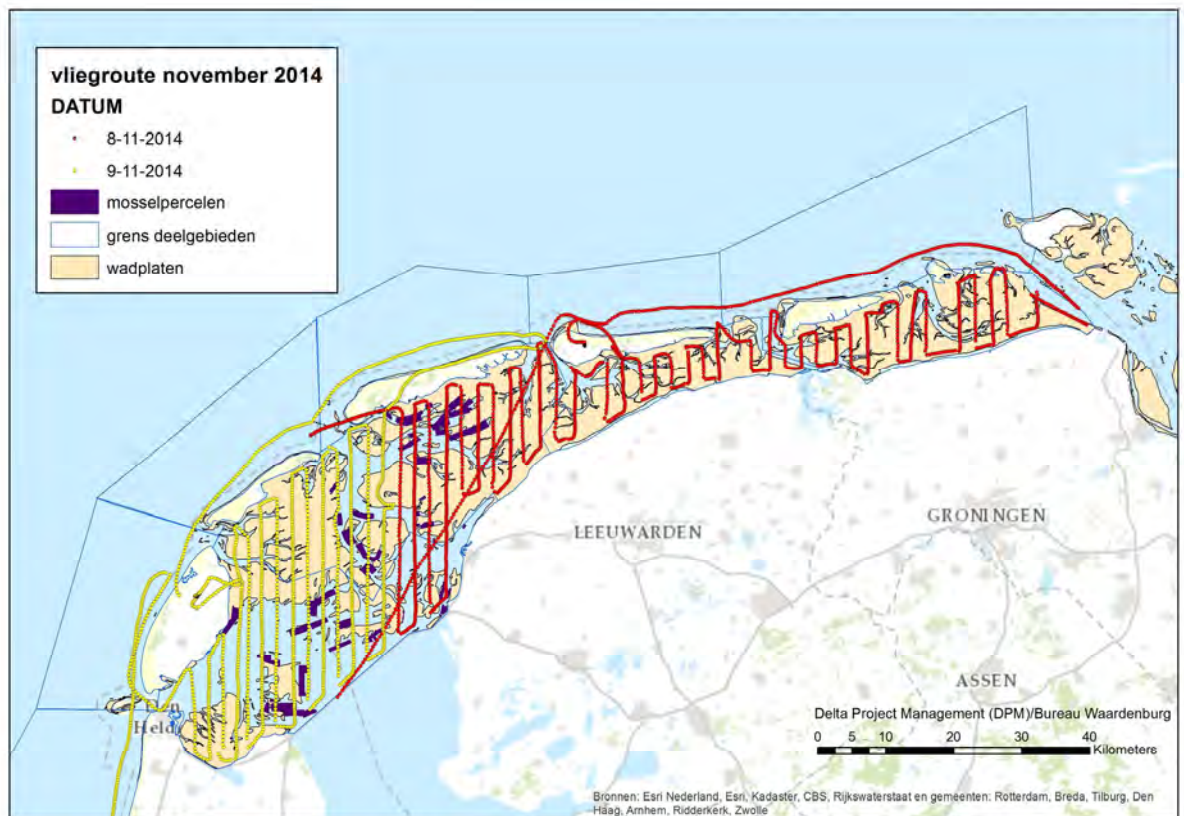 vliegroute november 2014
DATUM
8-11-2014
9-11-2014
mosselpercelen
grens deelgebieden
wadplaten
LEEUWARDEN
GRONINGEN
ASSEN
Held
Delta Project Management (DPM)/Bureau Waardenburg
0 5 10 20 30 40
Kilometers
Bronnen: Esri Nederland, Esri, Kadaster, CBS, Rijkswaterstaat en gemeenten: Rotterdam, Breda, Tilburg, Den
Haag, Arnhem, Ridderkerk, Zwolle